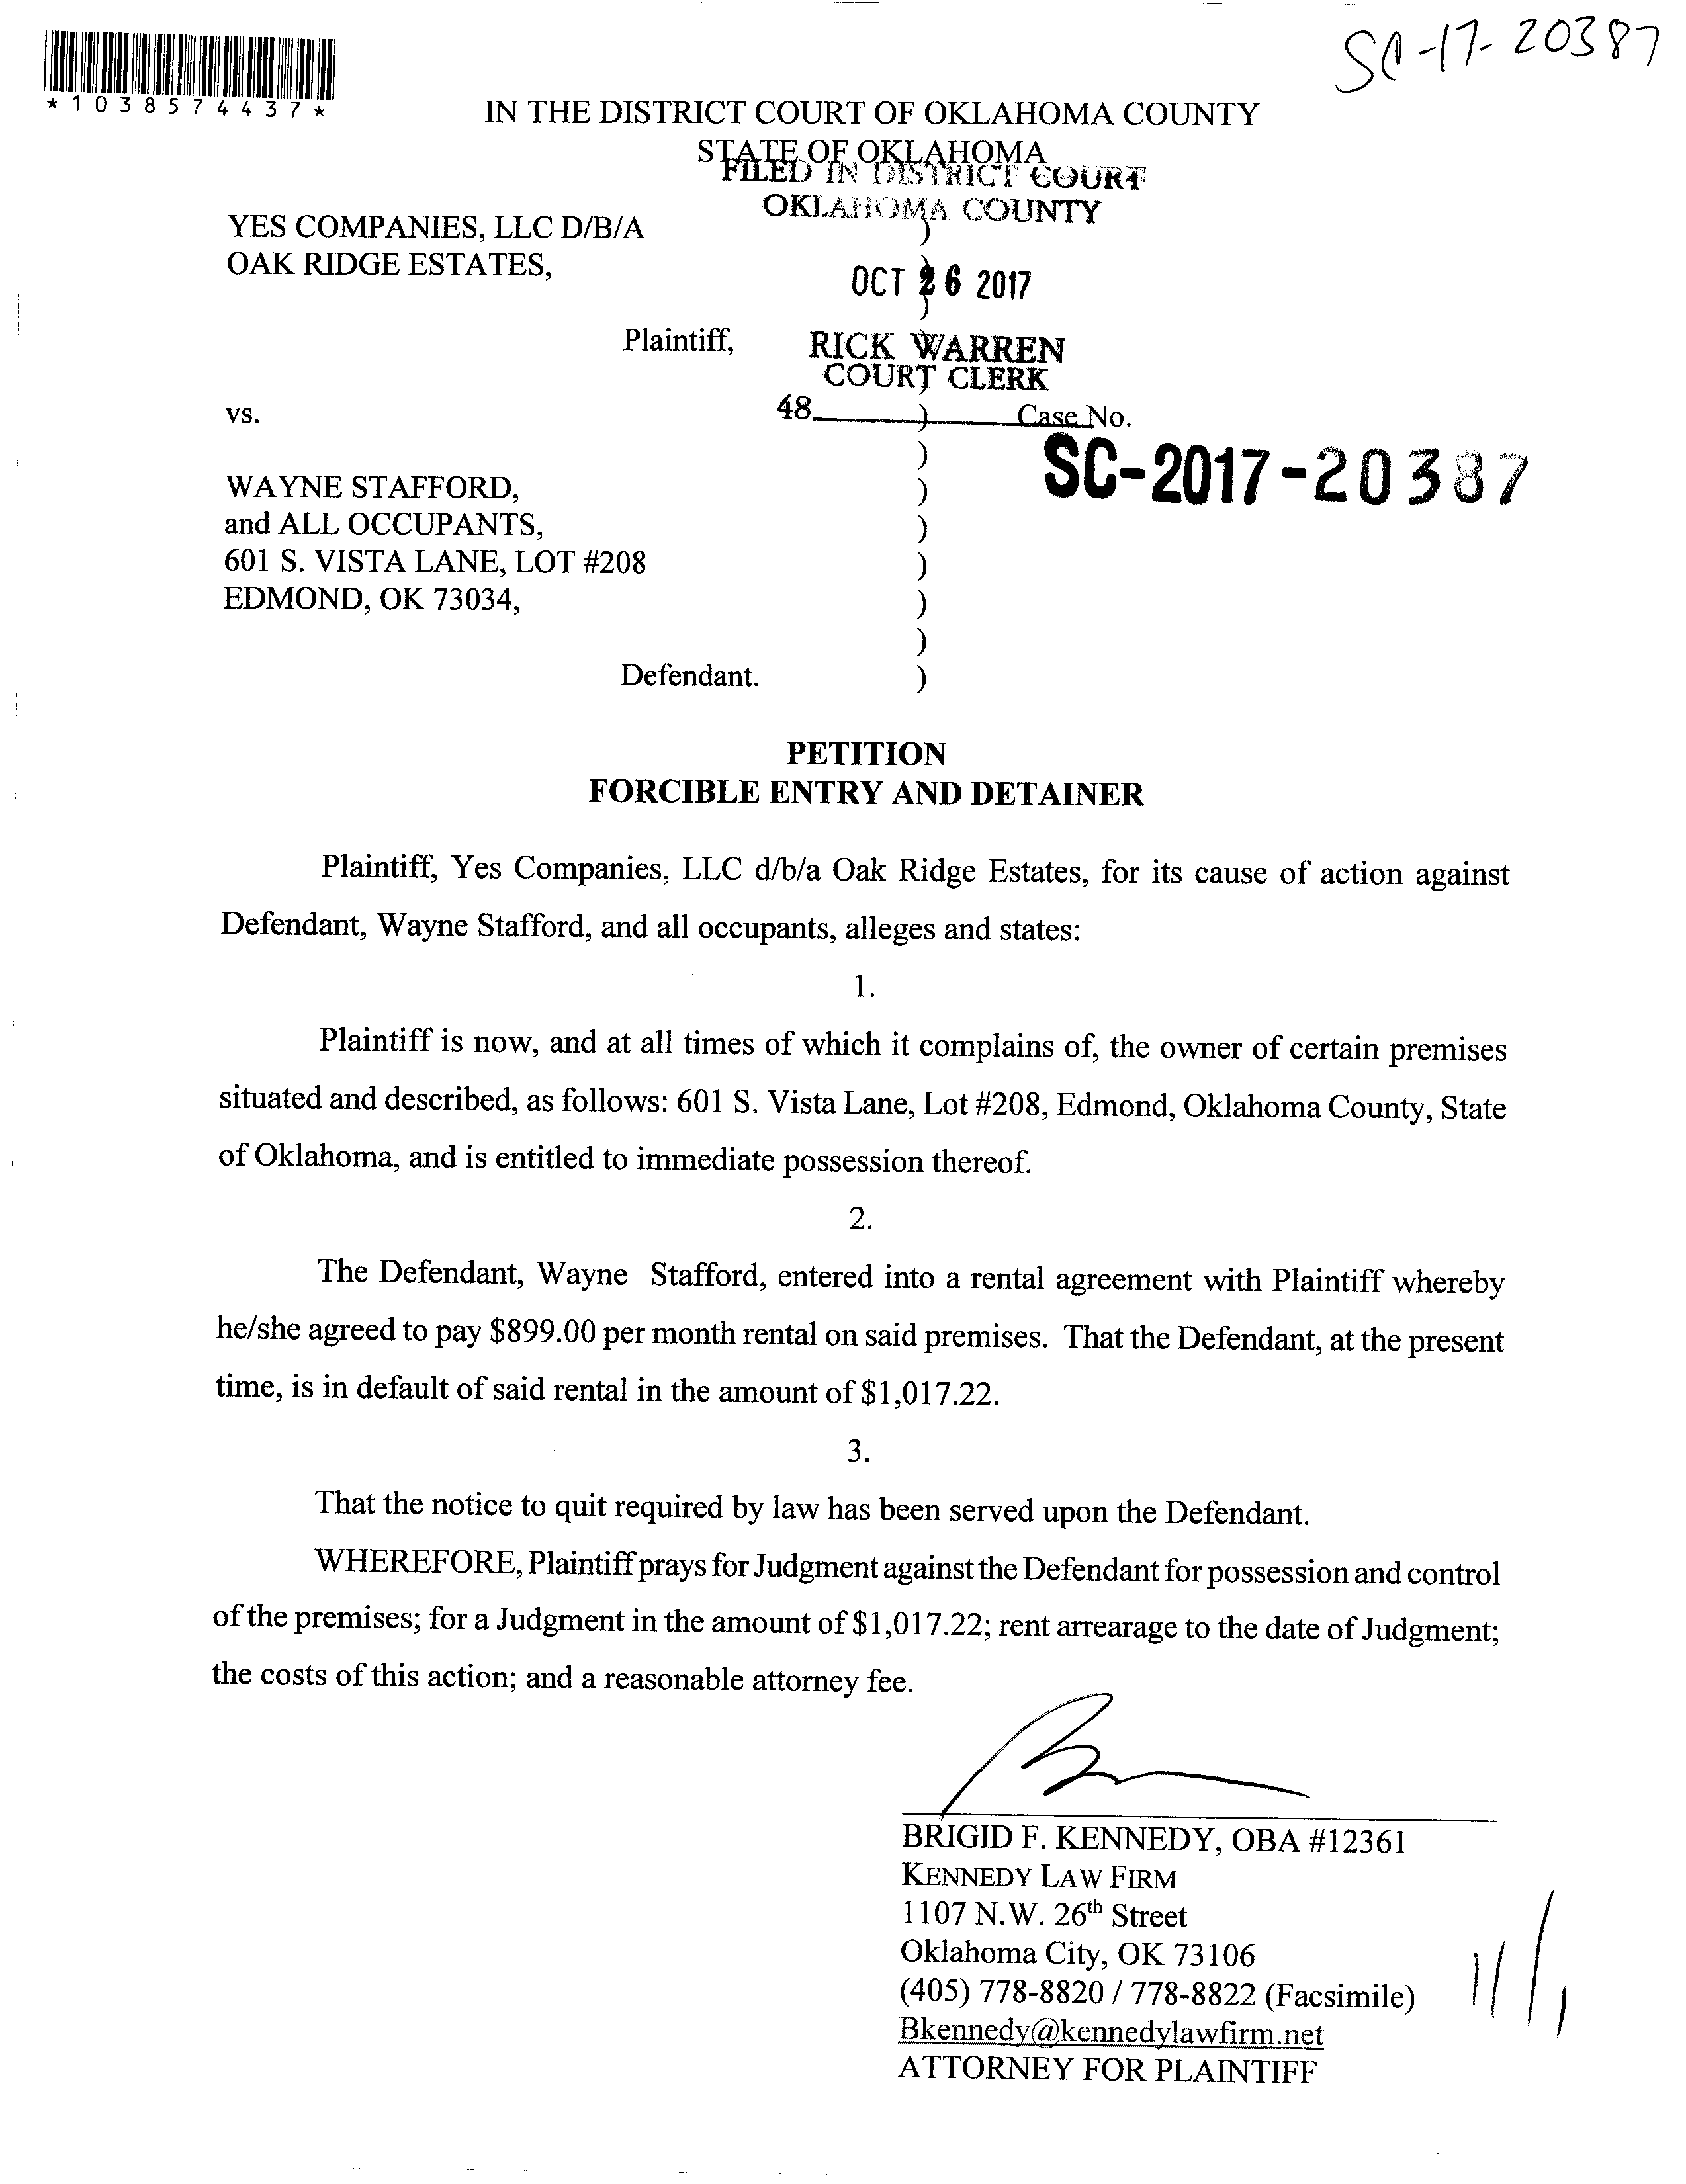 SC-17-20387
*1038574437*
IN THE DISTRICT COURT OF OKLAHOMA COUNTY
STATE OF OKLAHOMA
FILED IN DISTRICT COURT
OKLAHOMA COUNTY
YES COMPANIES, LLC D/B/A )
OAK RIDGE ESTATES, )
OCT 26 2017
)
Plaintiff,
RICK WARREN
COURT CLERK
)
vs. 48 ) Case No.
) SC-2017-20387
WAYNE STAFFORD, )
and ALL OCCUPANTS, )
601 S. VISTA LANE, LOT #208 )
EDMOND, OK 73034, )
)
Defendant. )
PETITION
FORCIBLE ENTRY AND DETAINER
Plaintiff, Yes Companies, LLC d/b/a Oak Ridge Estates, for its cause of action against
Defendant, Wayne Stafford, and all occupants, alleges and states:
1.
Plaintiff is now, and at all times of which it complains of, the owner of certain premises
situated and described, as follows: 601 S. Vista Lane, Lot #208, Edmond, Oklahoma County, State
of Oklahoma, and is entitled to immediate possession thereof.
2.
The Defendant, Wayne Stafford, entered into a rental agreement with Plaintiff whereby
he/she agreed to pay $899.00 per month rental on said premises. That the Defendant, at the present
time, is in default of said rental in the amount of $1,017.22.
3.
That the notice to quit required by law has been served upon the Defendant.
WHEREFORE, Plaintiff prays for Judgment against the Defendant for possession and control
of the premises; for a Judgment in the amount of $1,017.22; rent arrearage to the date of Judgment;
the costs of this action; and a reasonable attorney fee.
BRIGID F. KENNEDY, OBA #12361
KENNEDY LAW FIRM
1107 N.W. 26th Street
Oklahoma City, OK 73106
(405) 778-8820 / 778-8822 (Facsimile)
Bkennedy@kennedylawfirm.net
ATTORNEY FOR PLAINTIFF
11/1